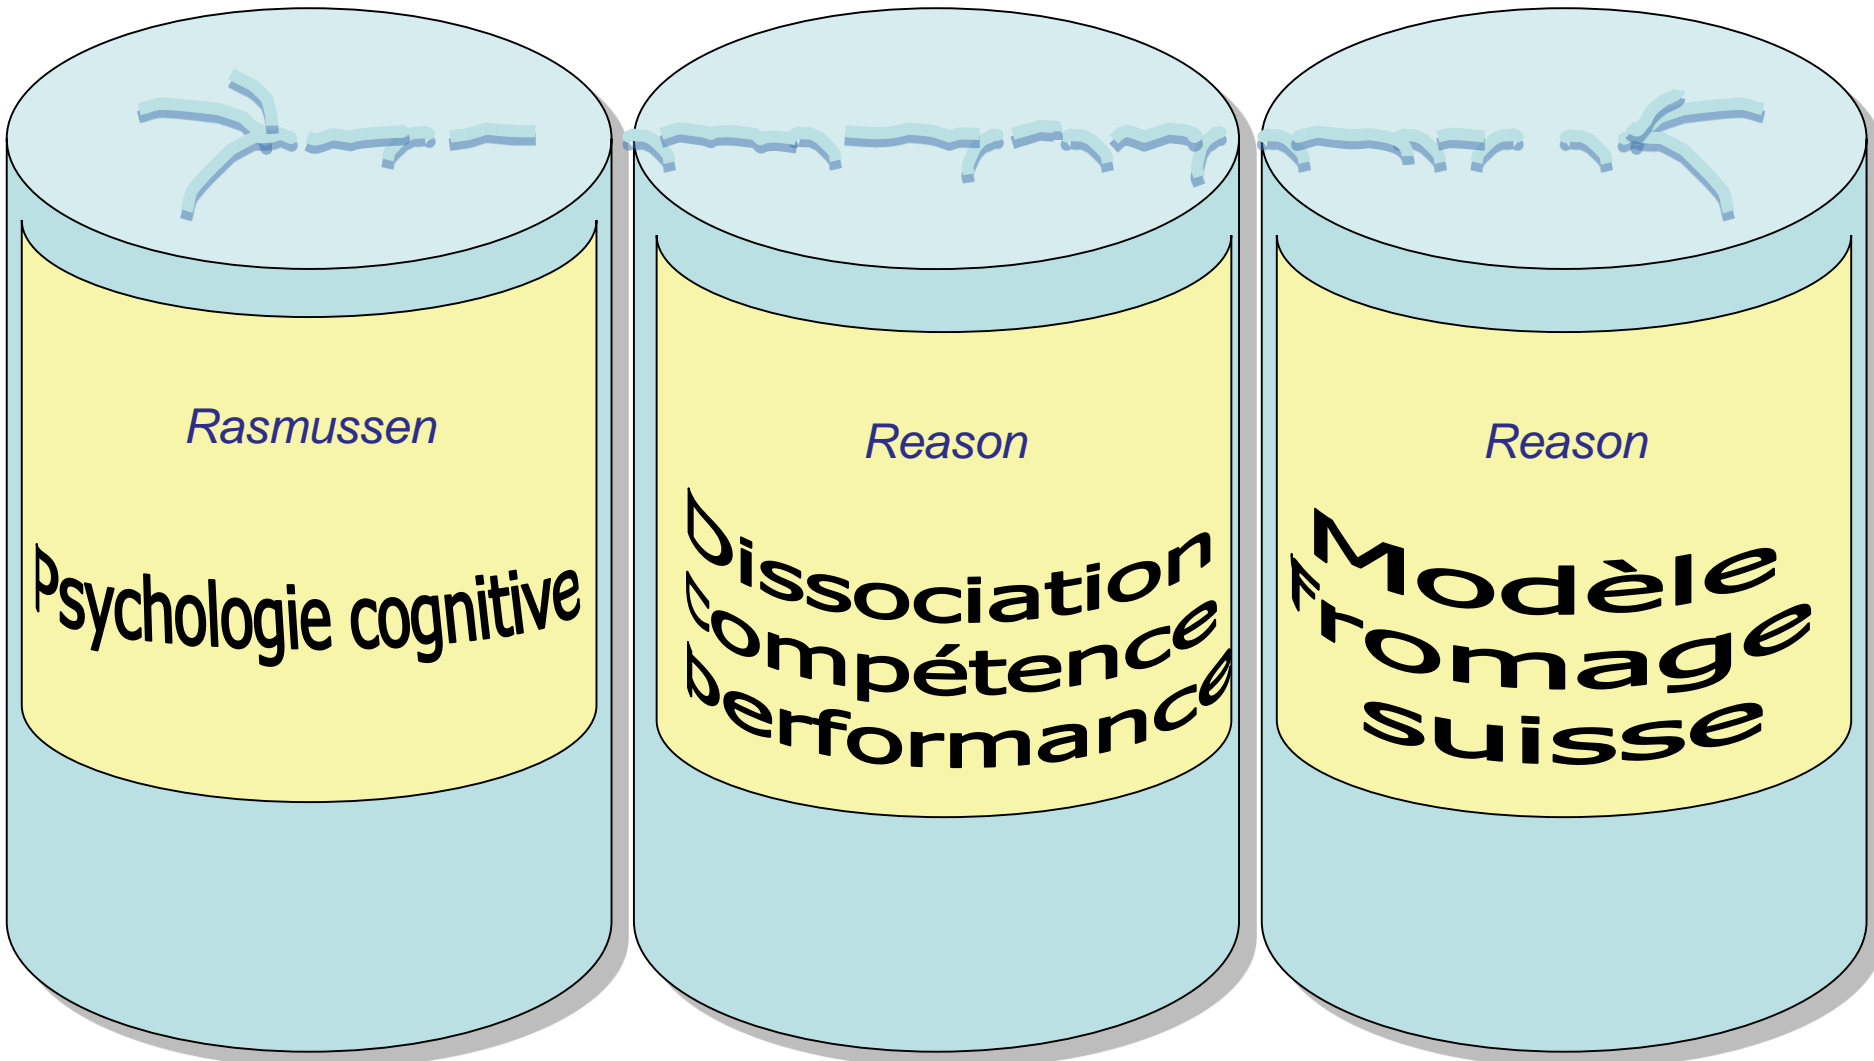 Rasmussen
Psychologie cognitive
Reason
Dissociation
compétence
performance
Reason
Modèle
Fromage
suisse